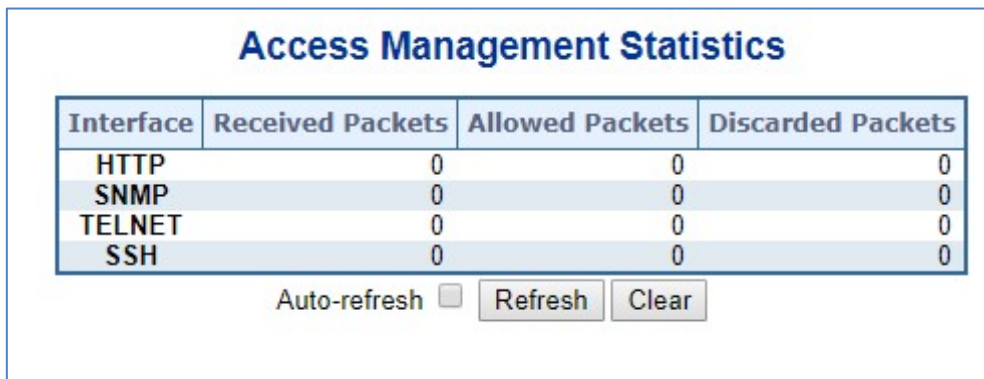 Access Management Statistics
Interface Received Packets Allowed Packets Discarded Packets
HTTP 0 0 0
SNMP 0 0 0
TELNET 0 0 0
SSH 0 0 0
Auto-refresh Refresh Clear